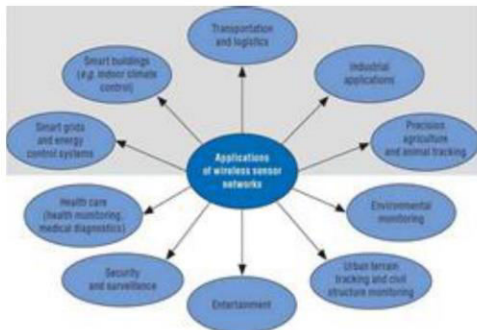 Transportation
and logistics
Smart buildings
(e.g. indoor climate
control)
Industrial
applications
Smart grids
and energy
control systems
Precision
agriculture
and animal tracking
Applications
of wireless sensor
networks
Health care
(health monitoring,
medical diagnostics)
Environmental
monitoring
Security
and surveillance
Urban terrain
tracking and civil
structure monitoring
Entertainment